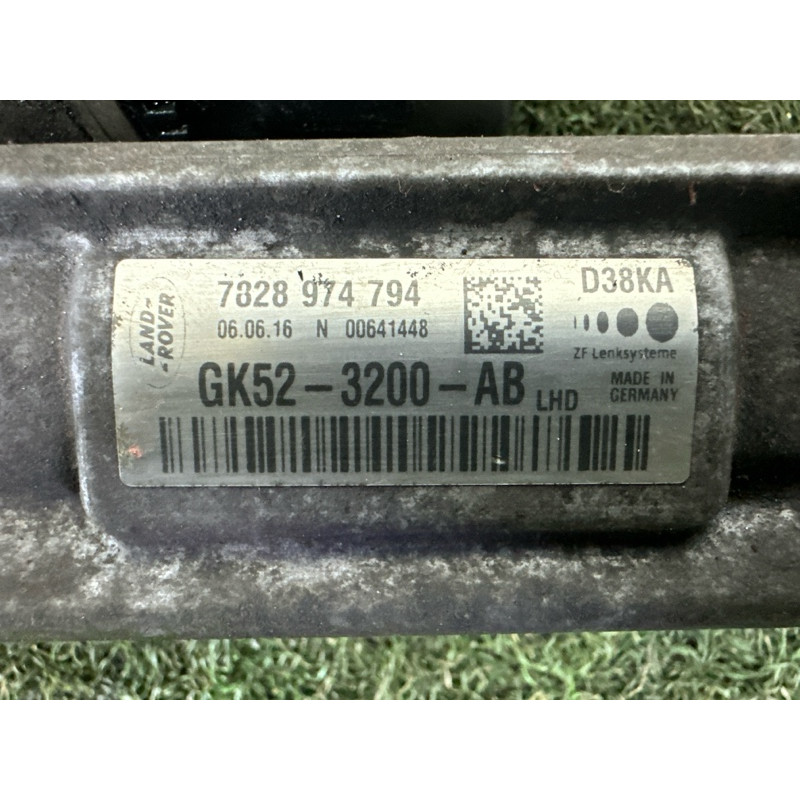 LAND-
-ROVER
7828 974 794
D38KA
06.06.16 N 00641448
ZF Lenksysteme
GK52-3200-AB LHD
MADE IN
GERMANY